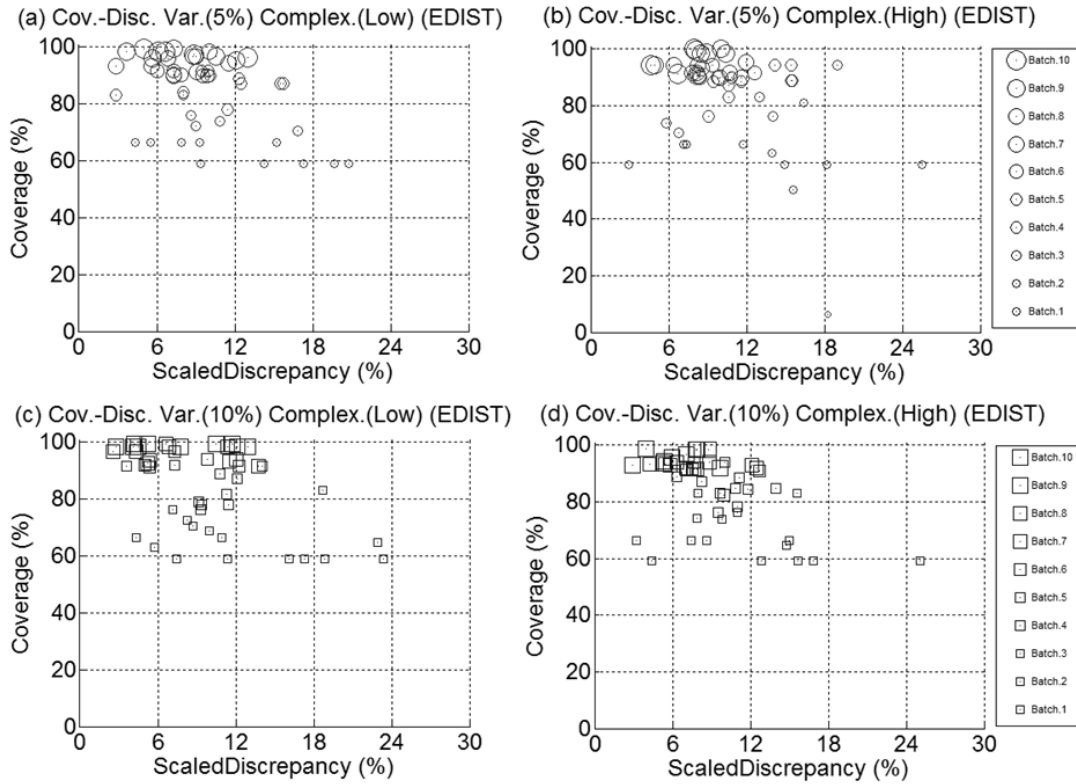 (a) Cov.-Disc. Var.(5%) Complex.(Low) (EDIST)
100
80
60
40
20
0
Coverage (%)
0 6 12 18 24 30
ScaledDiscrepancy (%)
(b) Cov.-Disc. Var.(5%) Complex.(High) (EDIST)
100
80
60
40
20
0
Coverage (%)
0 6 12 18 24 30
ScaledDiscrepancy (%)
Batch.10
Batch.9
Batch.8
Batch.7
Batch.6
Batch.5
Batch.4
Batch.3
Batch.2
Batch.1
(c) Cov.-Disc. Var.(10%) Complex.(Low) (EDIST)
100
80
60
40
20
0
Coverage (%)
0 6 12 18 24 30
ScaledDiscrepancy (%)
(d) Cov.-Disc. Var.(10%) Complex.(High) (EDIST)
100
80
60
40
20
0
Coverage (%)
0 6 12 18 24 30
ScaledDiscrepancy (%)
Batch.10
Batch.9
Batch.8
Batch.7
Batch.6
Batch.5
Batch.4
Batch.3
Batch.2
Batch.1